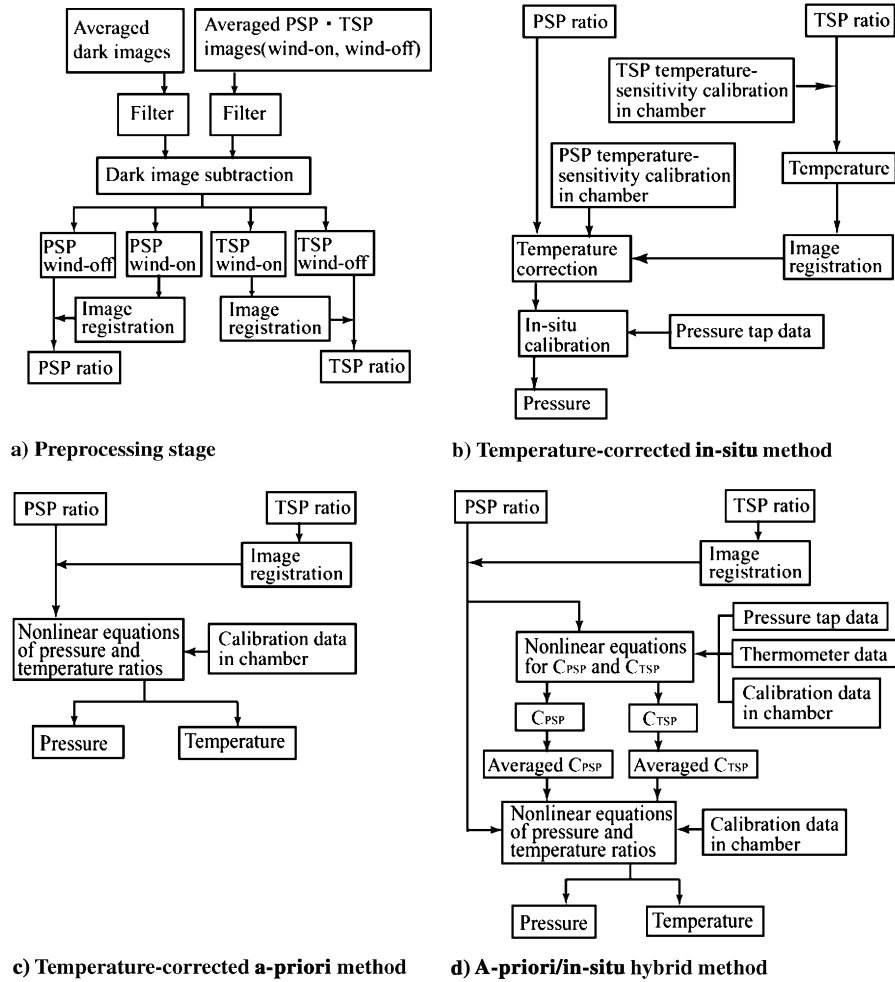 Averaged
dark images
Averaged PSP・TSP
images(wind-on, wind-off)
Filter
Filter
Dark image subtraction
PSP
wind-off
PSP
wind-on
TSP
wind-on
TSP
wind-off
Image
registration
Image
registration
PSP ratio
TSP ratio
a) Preprocessing stage
PSP ratio
TSP ratio
TSP temperature-
sensitivity calibration
in chamber
PSP temperature-
sensitivity calibration
in chamber
Temperature
Temperature
correction
Image
registration
In-situ
calibration
Pressure tap data
Pressure
b) Temperature-corrected in-situ method
PSP ratio
TSP ratio
Image
registration
Nonlinear equations
of pressure and
temperature ratios
Calibration data
in chamber
Pressure
Temperature
c) Temperature-corrected a-priori method
PSP ratio
TSP ratio
Image
registration
Pressure tap data
Nonlinear equations
for CPSP and CTSP
Thermometer data
Calibration data
in chamber
CPSP
CTSP
Averaged CPSP
Averaged CTSP
Nonlinear equations
of pressure and
temperature ratios
Calibration data
in chamber
Pressure
Temperature
d) A-priori/in-situ hybrid method